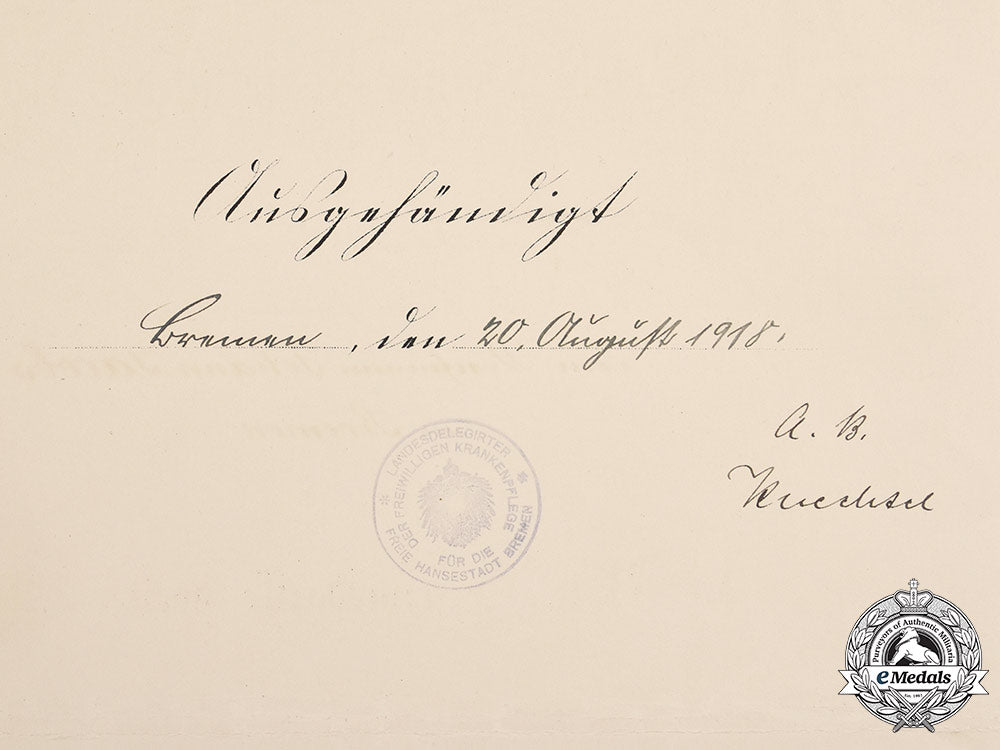 Ausgehändigt
Bremen, den 20. August 1918.
A. B.
LANDESDELEGIRTER
DER FREIWILLIGEN KRANKENPFLEGE
FÜR DIE
FREIE HANSESTADT BREMEN
Purveyors of Authentic Militaria
eMedals